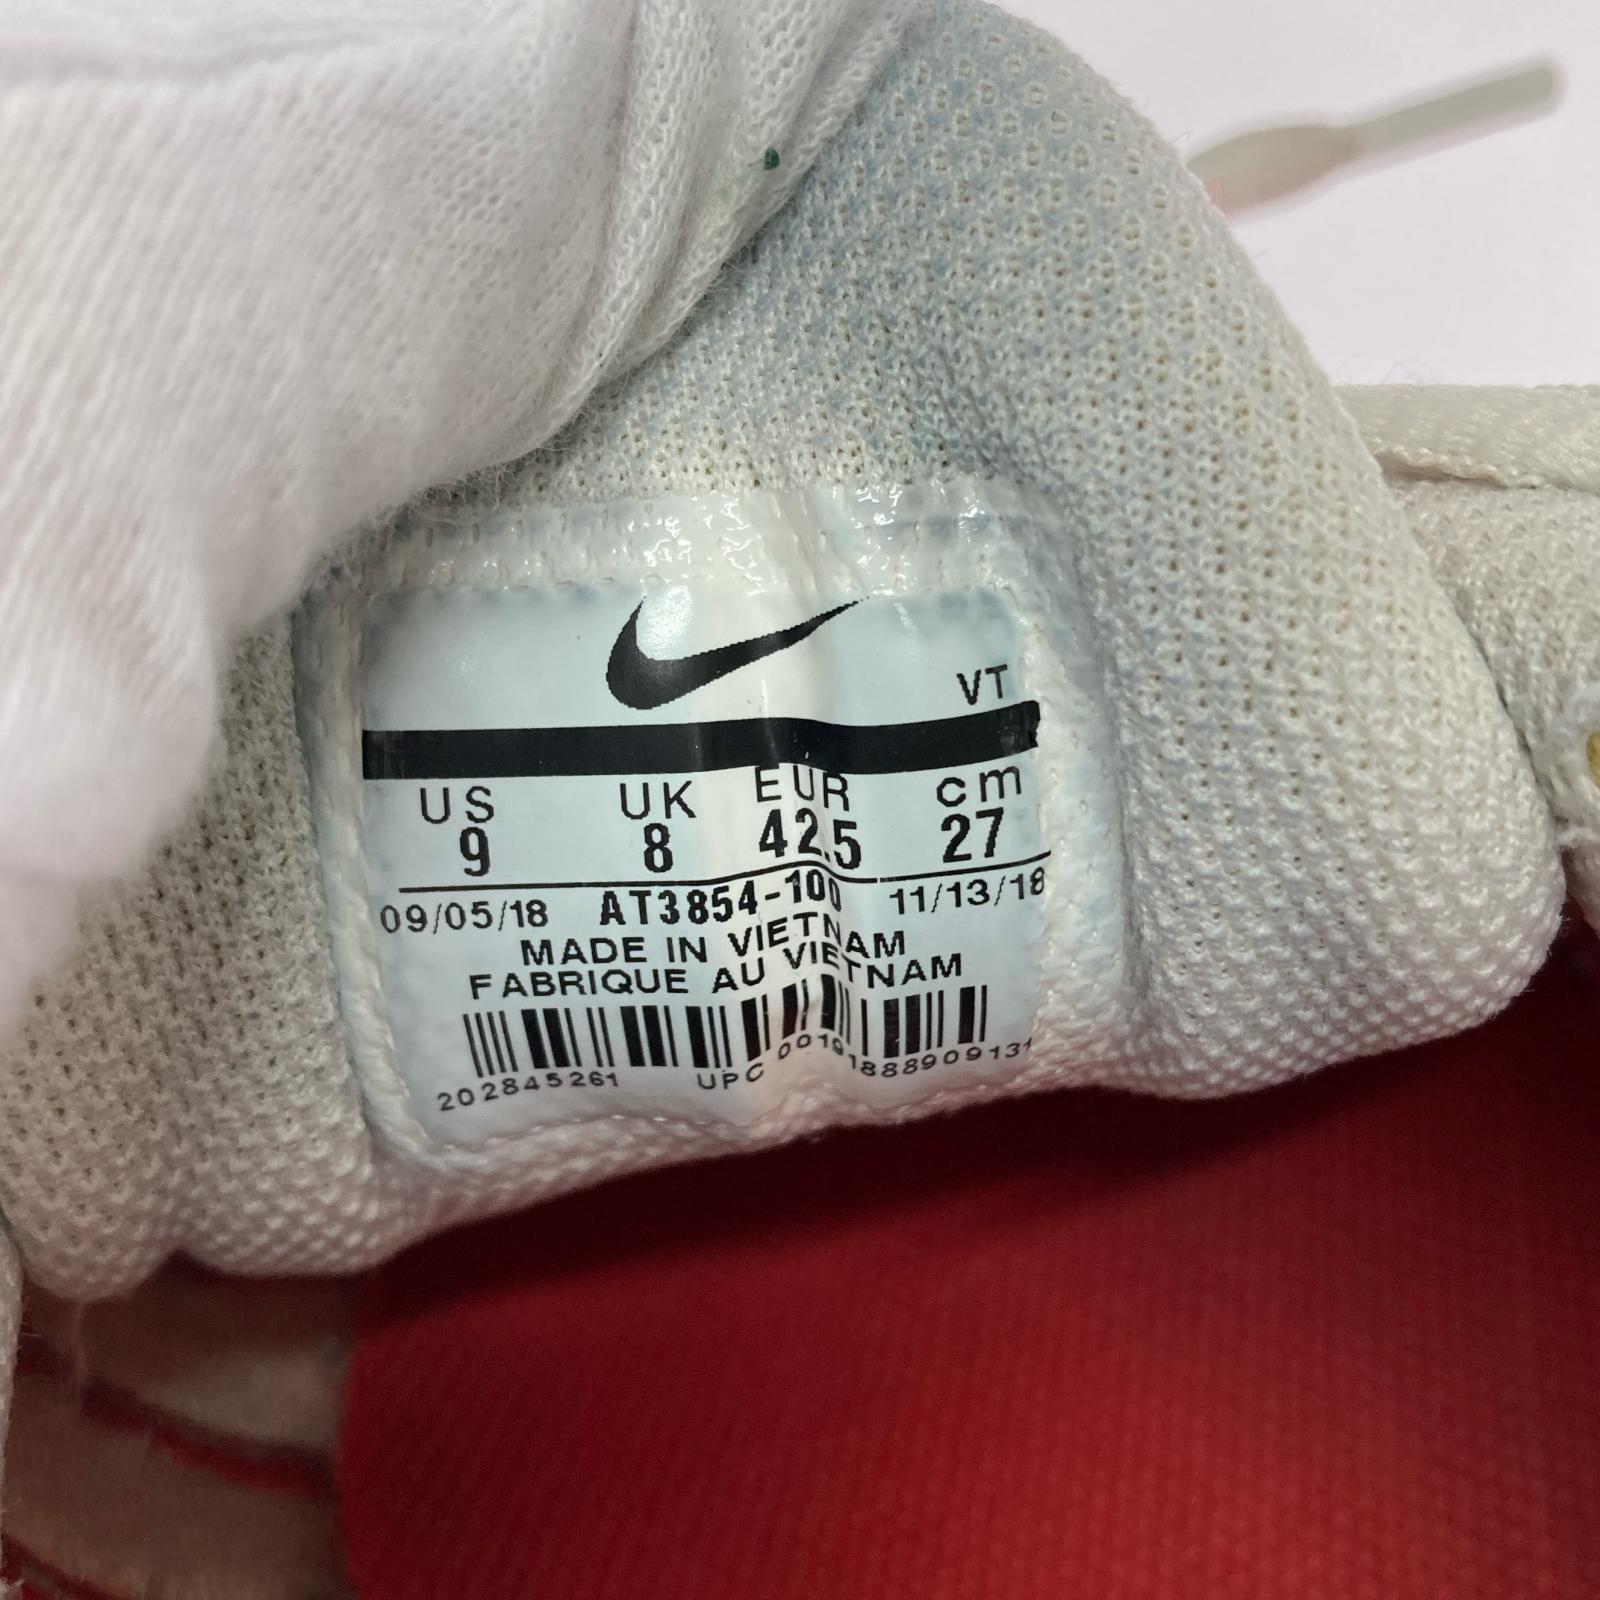 VT
US UK EUR cm
9 8 42.5 27
09/05/18 AT3854-100 11/13/18
MADE IN VIETNAM
FABRIQUE AU VIETNAM
202845261 UPC 00191888909131